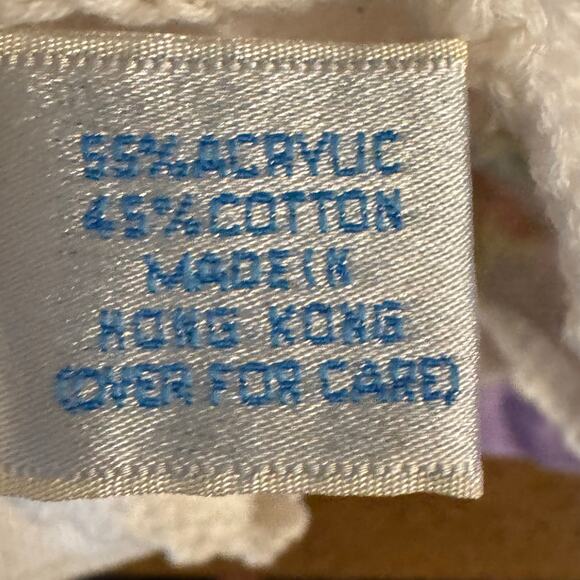 55% ACRYLIC
45% COTTON
MADE IN
HONG KONG
(OVER FOR CARE)